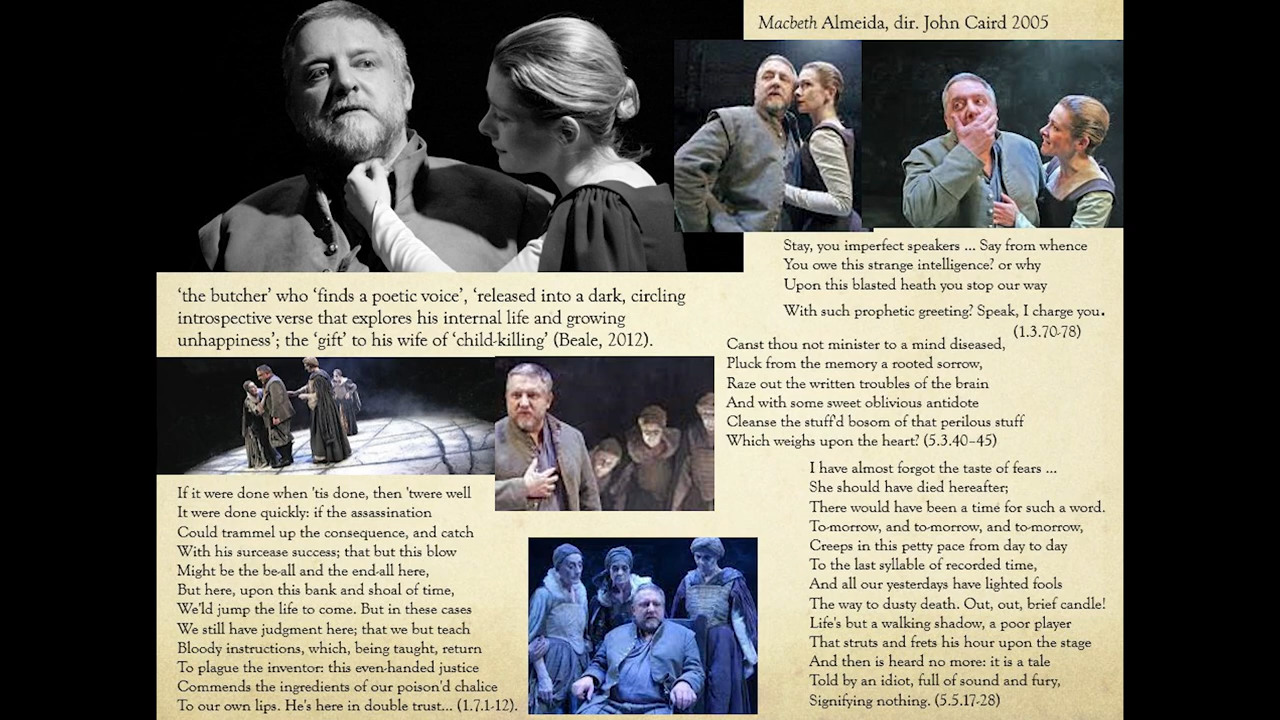 Macbeth Almeida, dir. John Caird 2005
‘the butcher’ who ‘finds a poetic voice’, ‘released into a dark, circling
introspective verse that explores his internal life and growing
unhappiness’; the ‘gift’ to his wife of ‘child-killing’ (Beale, 2012).
Stay, you imperfect speakers ... Say from whence
You owe this strange intelligence? or why
Upon this blasted heath you stop our way
With such prophetic greeting? Speak, I charge you.
(1.3.70-78)
Canst thou not minister to a mind diseased,
Pluck from the memory a rooted sorrow,
Raze out the written troubles of the brain
And with some sweet oblivious antidote
Cleanse the stuff'd bosom of that perilous stuff
Which weighs upon the heart? (5.3.40–45)
If it were done when 'tis done, then 'twere well
It were done quickly: if the assassination
Could trammel up the consequence, and catch
With his surcease success; that but this blow
Might be the be-all and the end-all here,
But here, upon this bank and shoal of time,
We'ld jump the life to come. But in these cases
We still have judgment here; that we but teach
Bloody instructions, which, being taught, return
To plague the inventor: this even-handed justice
Commends the ingredients of our poison'd chalice
To our own lips. He's here in double trust... (1.7.1-12).
I have almost forgot the taste of fears ...
She should have died hereafter;
There would have been a time for such a word.
To-morrow, and to-morrow, and to-morrow,
Creeps in this petty pace from day to day
To the last syllable of recorded time,
And all our yesterdays have lighted fools
The way to dusty death. Out, out, brief candle!
Life's but a walking shadow, a poor player
That struts and frets his hour upon the stage
And then is heard no more: it is a tale
Told by an idiot, full of sound and fury,
Signifying nothing. (5.5.17-28)